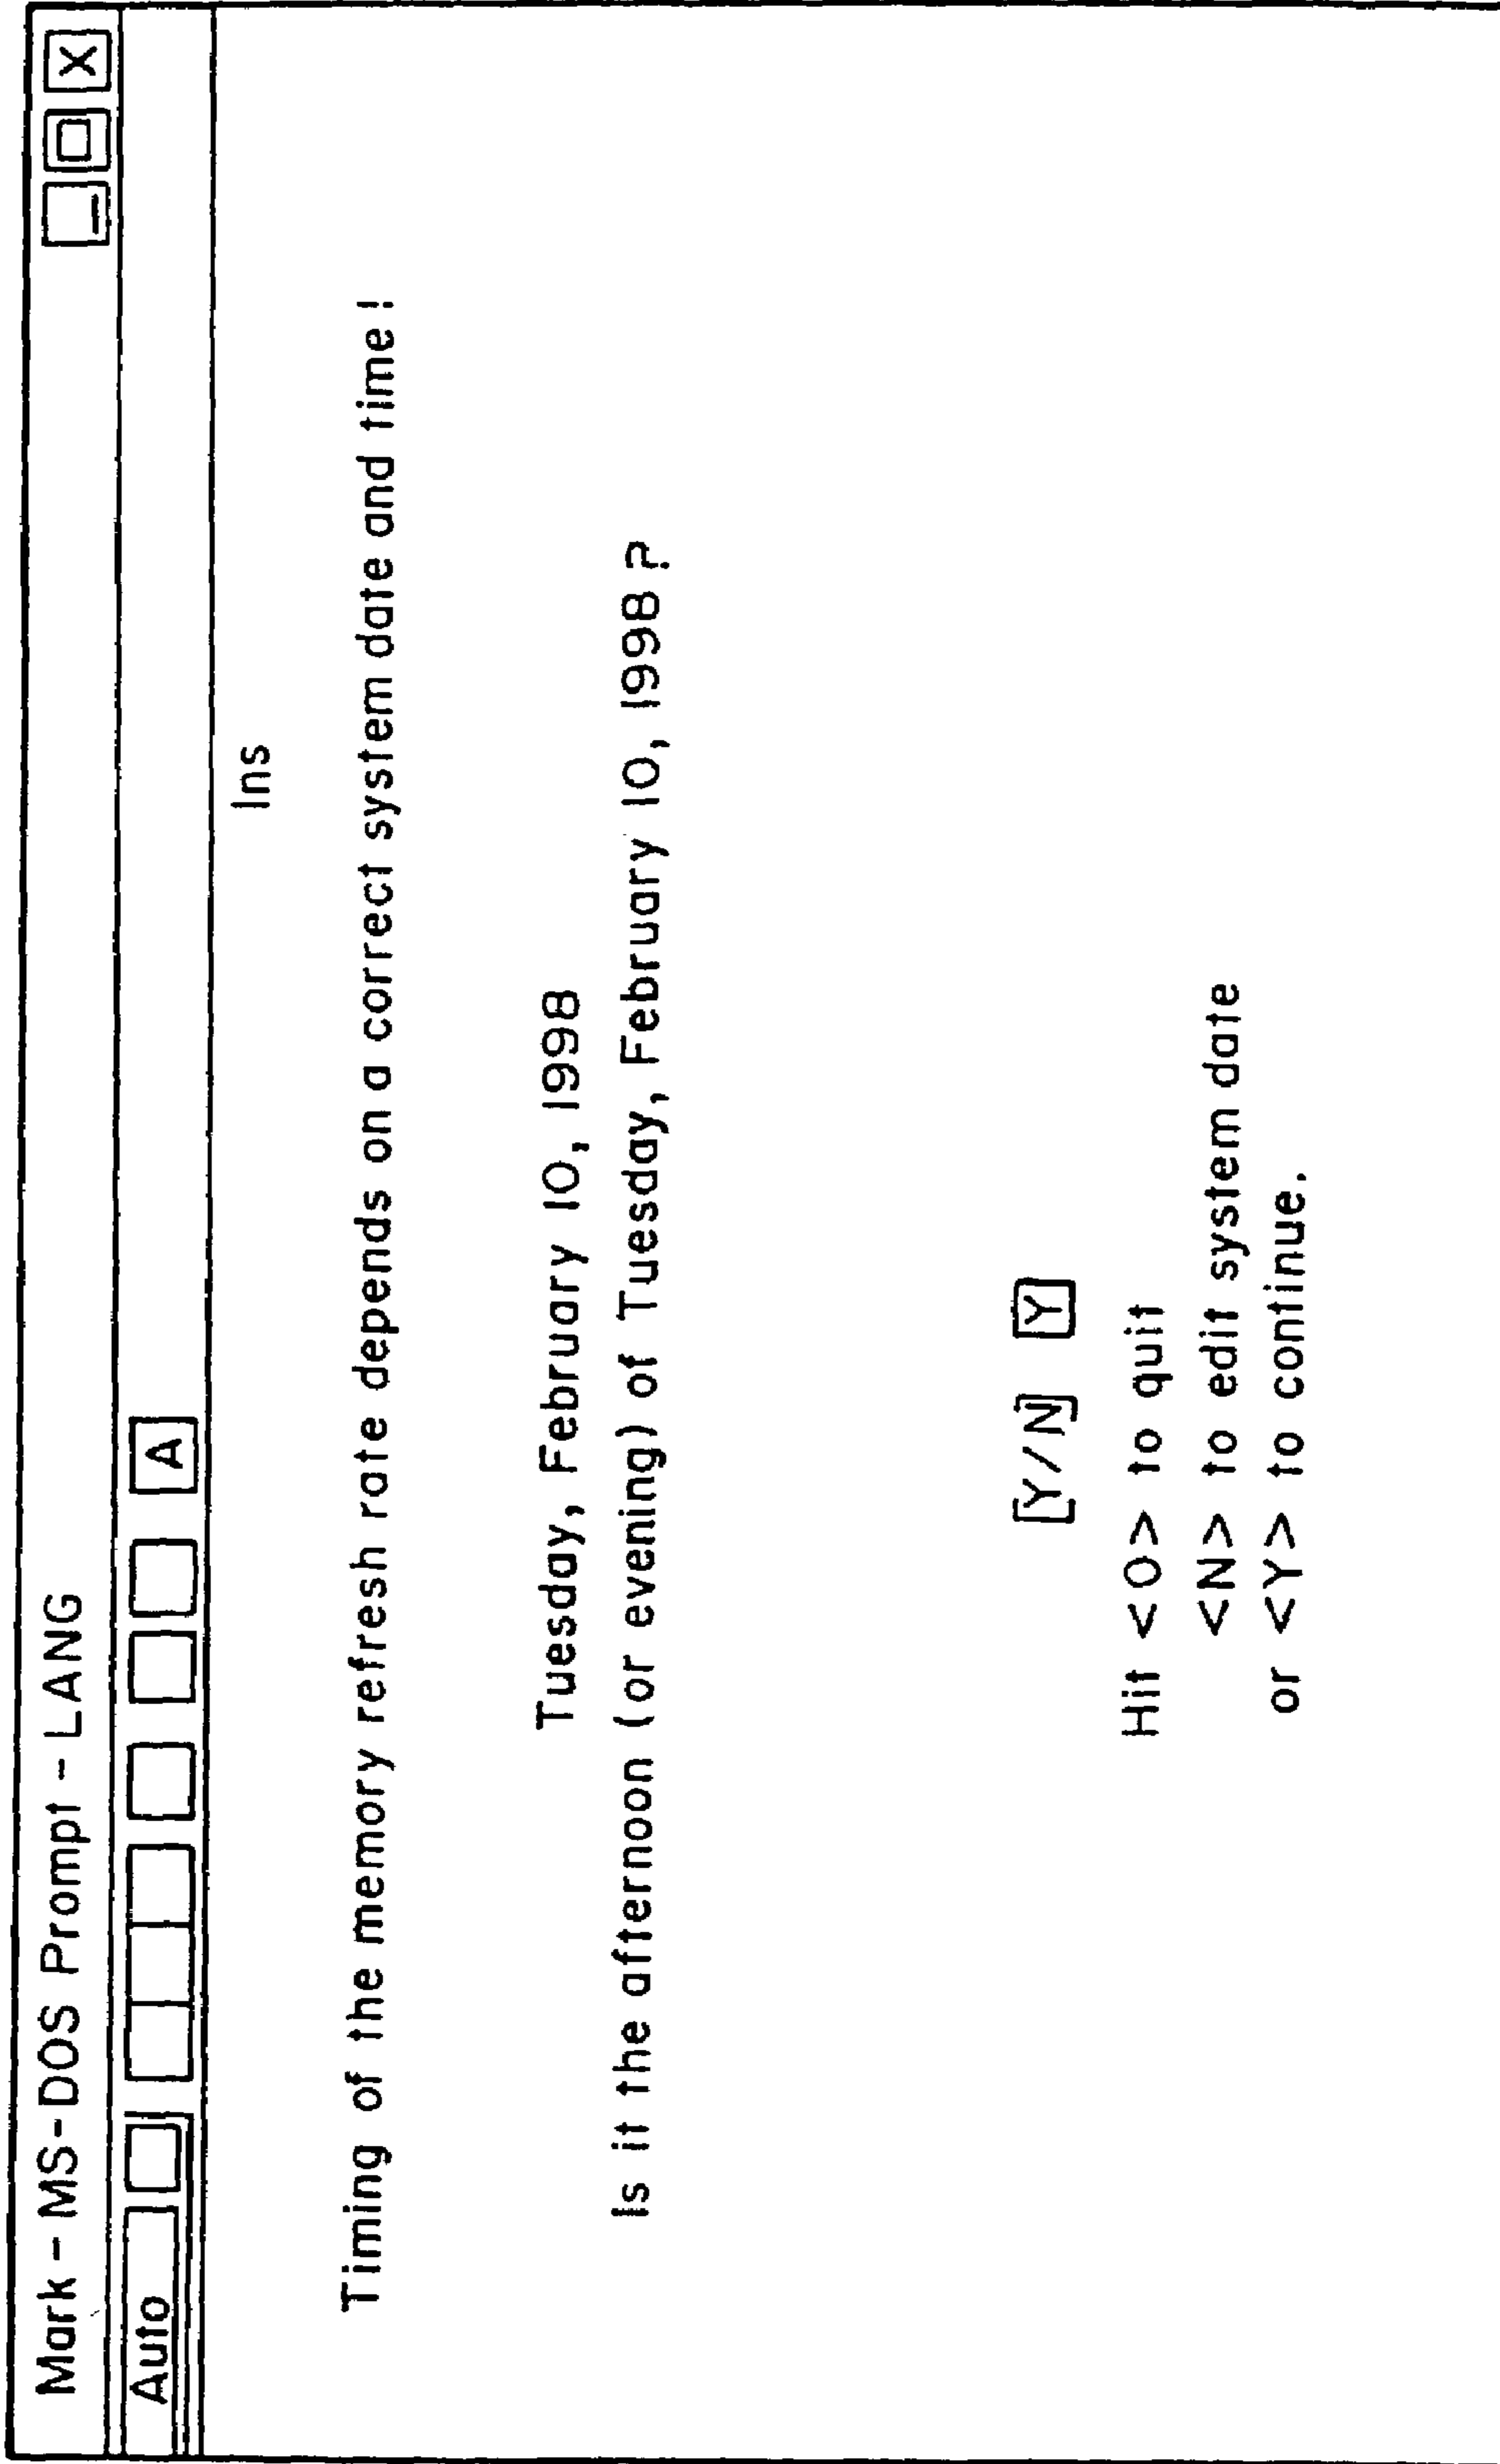 Mark - MS-DOS Prompt - LANG
_ X
Auto A
Ins
Timing of the memory refresh rate depends on a correct system date and time!
Tuesday, February 10, 1998
Is it the afternoon (or evening) of Tuesday, February 10, 1998?
[Y/N] Y
Hit <O> to quit
<N> to edit system date
or <Y> to continue.